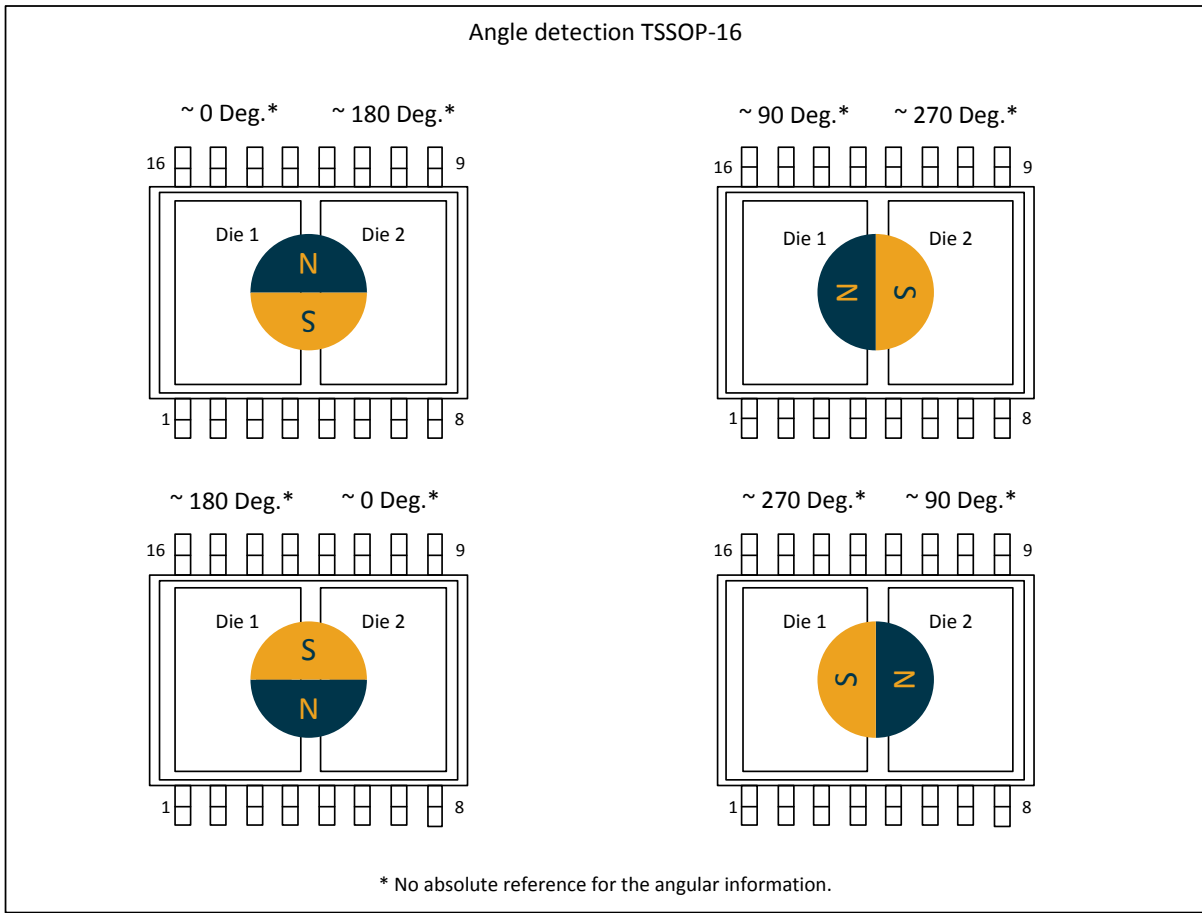 Angle detection TSSOP-16
~ 0 Deg.* ~ 180 Deg.*
16 9
Die 1 Die 2
N
S
1 8
~ 90 Deg.* ~ 270 Deg.*
16 9
Die 1 Die 2
N S
1 8
~ 180 Deg.* ~ 0 Deg.*
16 9
Die 1 Die 2
S
N
1 8
~ 270 Deg.* ~ 90 Deg.*
16 9
Die 1 Die 2
S N
1 8
* No absolute reference for the angular information.